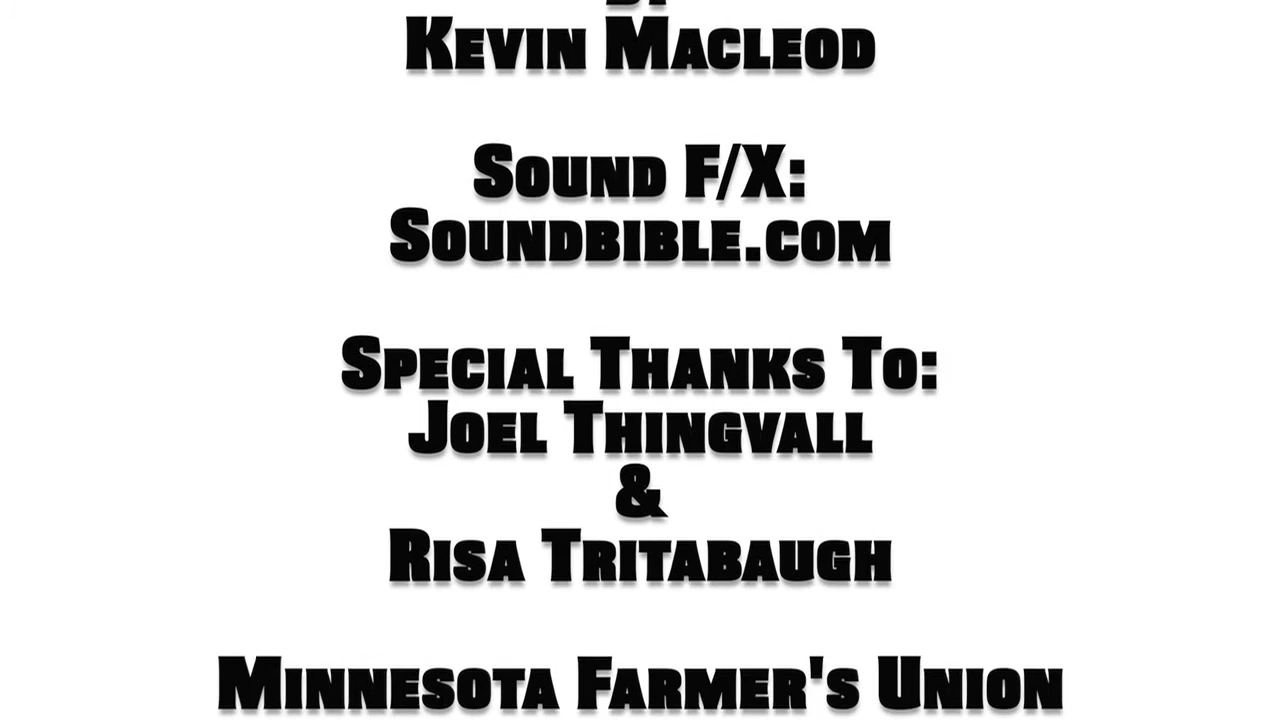 Kevin Macleod
Sound F/X:
Soundbible.com
Special Thanks To:
Joel Thingvall
&
Risa Tritabaugh
Minnesota Farmer's Union